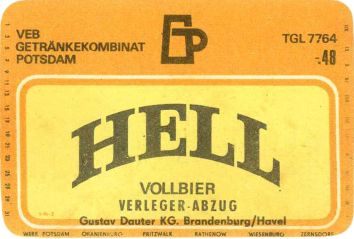 VEB
GETRÄNKEKOMBINAT
POTSDAM
GP
TGL 7764
-.48
HELL
VOLLBIER
VERLEGER-ABZUG
Gustav Dauter KG. Brandenburg/Havel
WERK POTSDAM ORANIENBURG PRITZWALK RATHENOW WIESENBURG ZERNSDORF